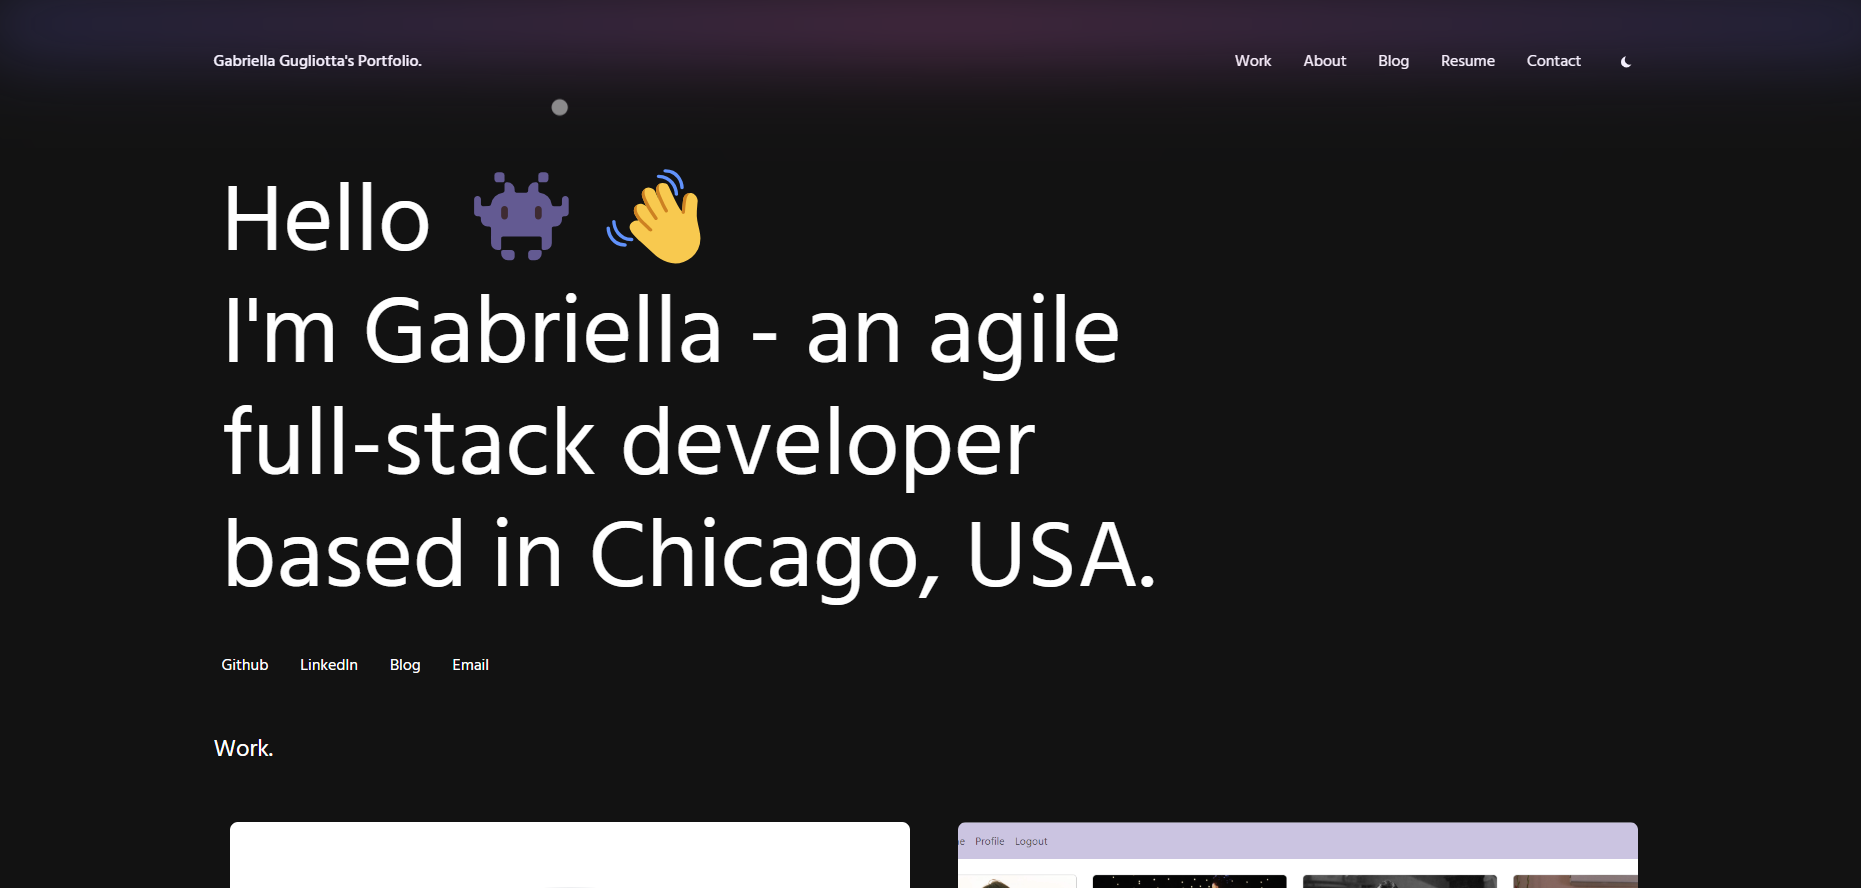 Gabriella Gugliotta's Portfolio.
Work About Blog Resume Contact
Hello
I'm Gabriella - an agile
full-stack developer
based in Chicago, USA.
Github LinkedIn Blog Email
Work.
Profile Logout